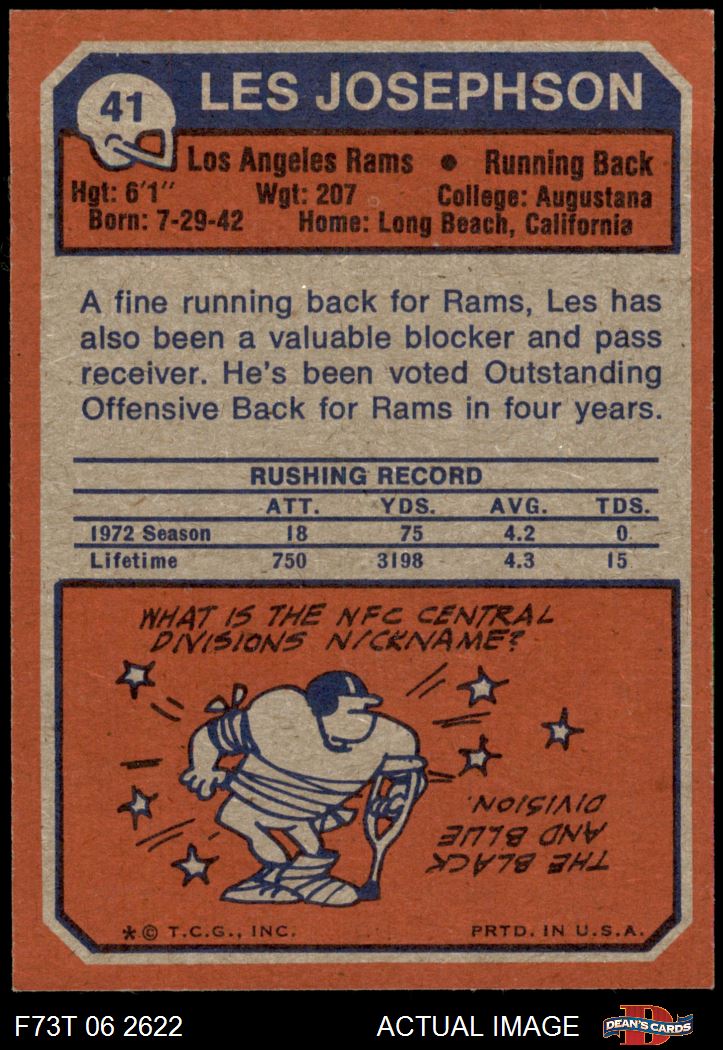 41
LES JOSEPHSON
Los Angeles Rams • Running Back
Hgt: 6'1" Wgt: 207 College: Augustana
Born: 7-29-42 Home: Long Beach, California
A fine running back for Rams, Les has
also been a valuable blocker and pass
receiver. He's been voted Outstanding
Offensive Back for Rams in four years.
RUSHING RECORD
ATT. YDS. AVG. TDS.
1972 Season 18 75 4.2 0
Lifetime 750 3198 4.3 15
WHAT IS THE NFC CENTRAL
DIVISIONS NICKNAME?
THE BLACK
AND BLUE
DIVISION.
*© T.C.G., INC. PRTD. IN U.S.A.
F73T 06 2622 ACTUAL IMAGE D DEAN'S CARDS